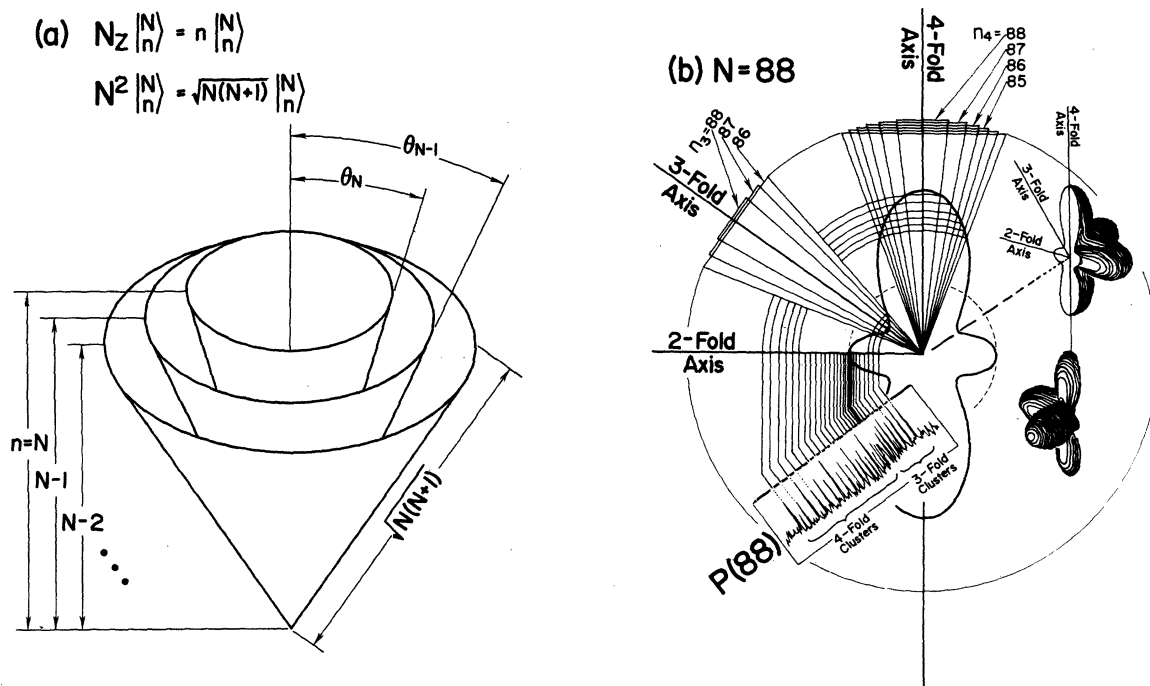 (a) N_Z |N n⟩ = n |N n⟩
N² |N n⟩ = √N(N+1) |N n⟩
θN-1
θN
n=N
N-1
N-2
√N(N+1)
(b) N=88
4-Fold
Axis
n₄=88
87
86
85
n₃=88
87
86
3-Fold
Axis
2-Fold
Axis
4-Fold
Axis
3-Fold
Axis
2-Fold
Axis
3-Fold
Clusters
4-Fold
Clusters
P(88)